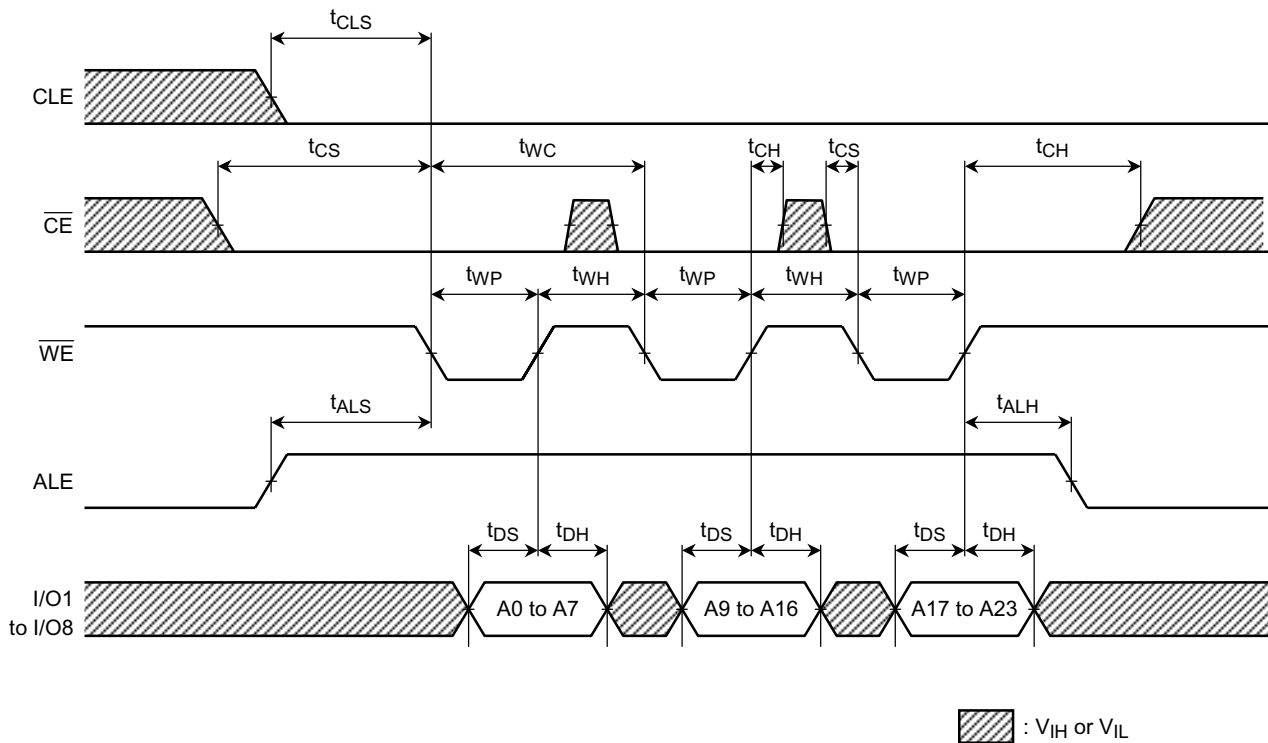 tCLS
CLE
tCS
tWC
tCH
tCS
tCH
CE
tWP
tWH
tWP
tWH
tWP
WE
tALS
tALH
ALE
tDS
tDH
tDS
tDH
tDS
tDH
I/O1
to I/O8
A0 to A7
A9 to A16
A17 to A23
: VIH or VIL